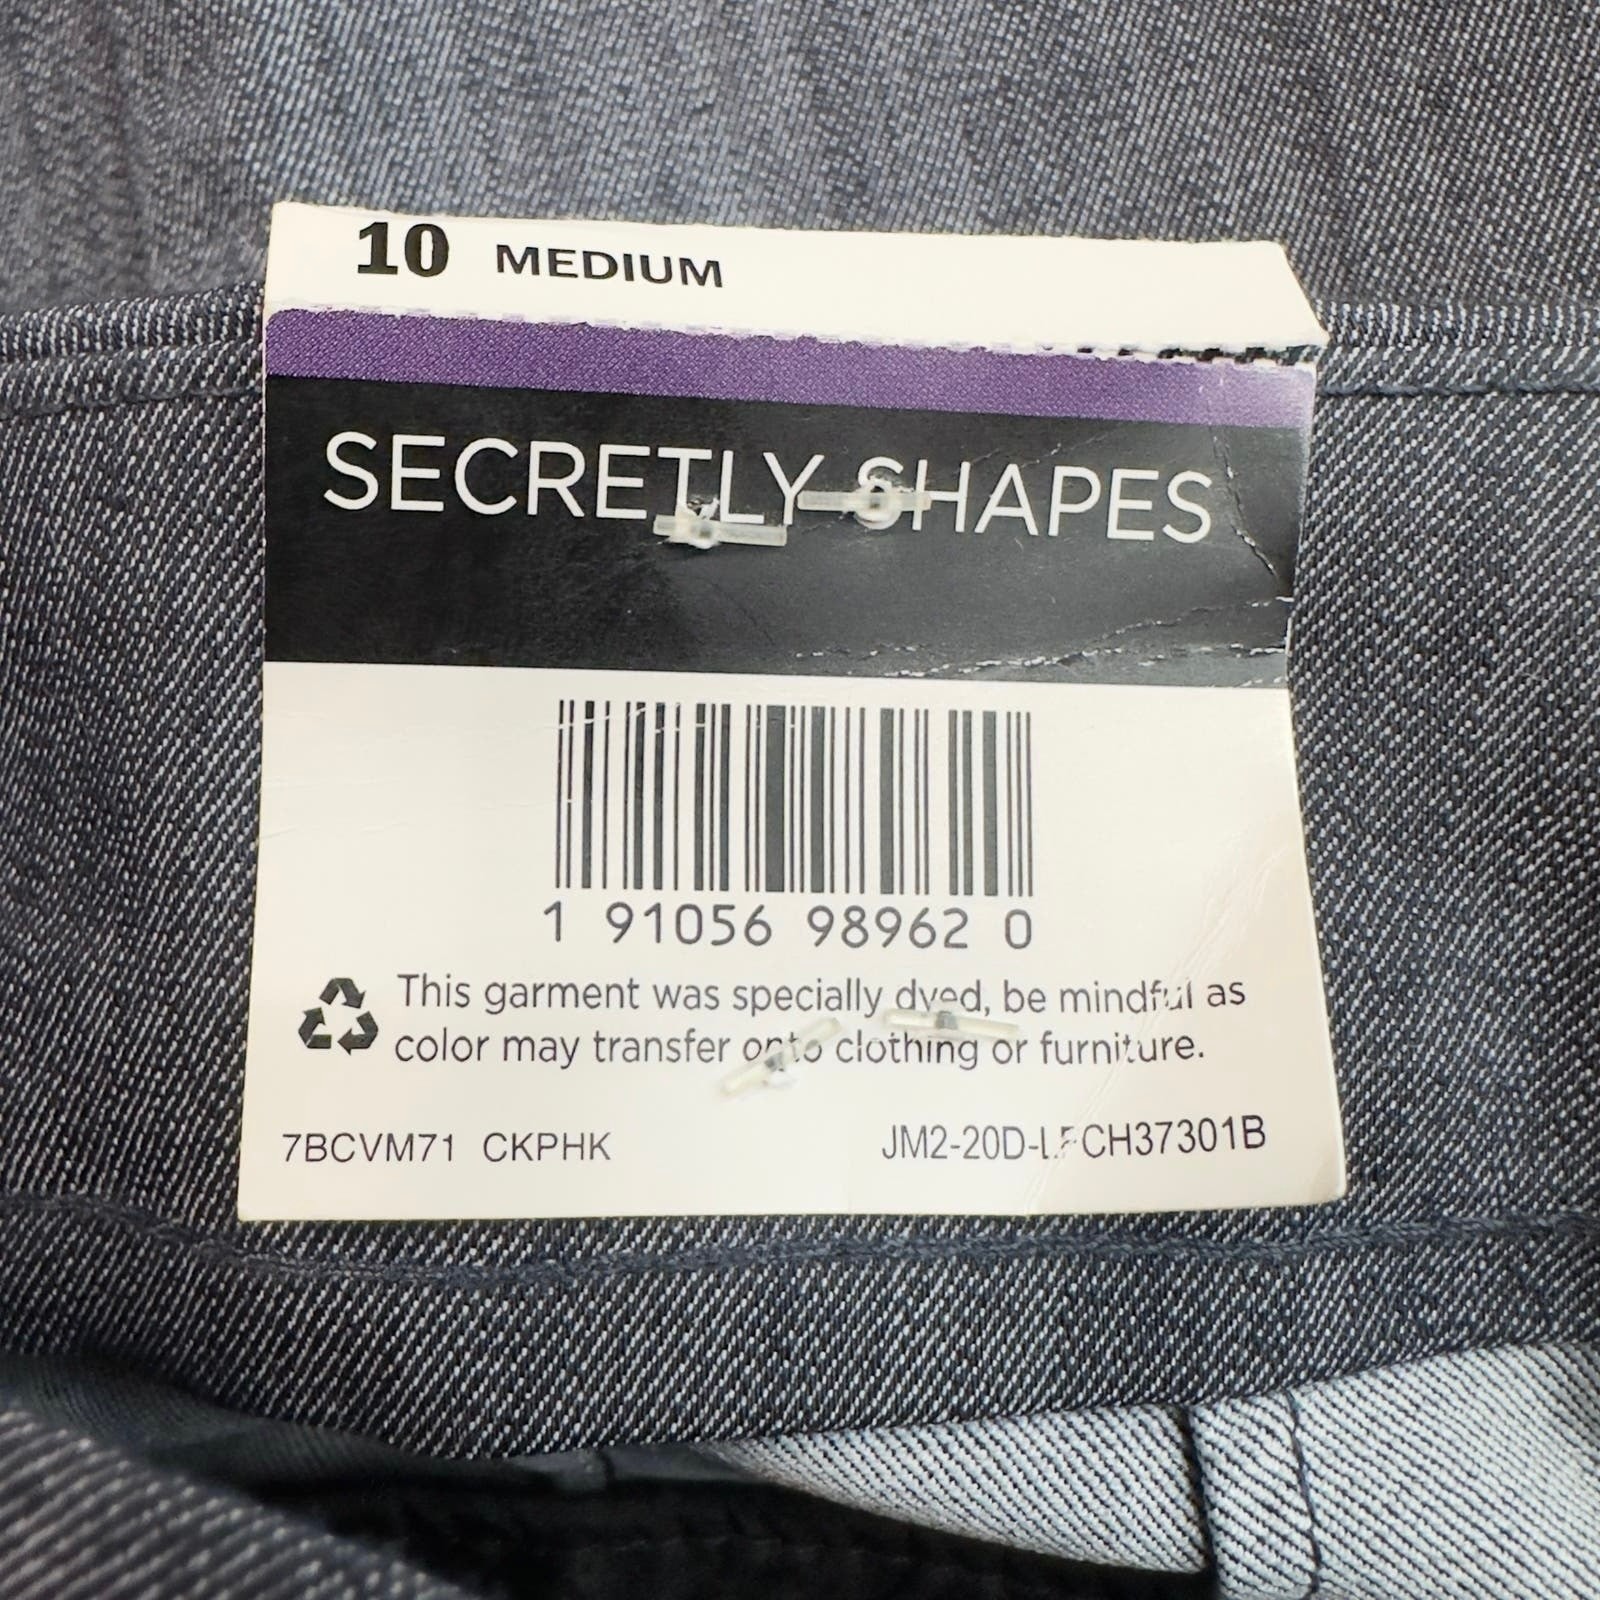 10 MEDIUM
SECRETLY SHAPES
1 91056 98962 0
This garment was specially dyed, be mindful as
color may transfer onto clothing or furniture.
7BCVM71 CKPHK